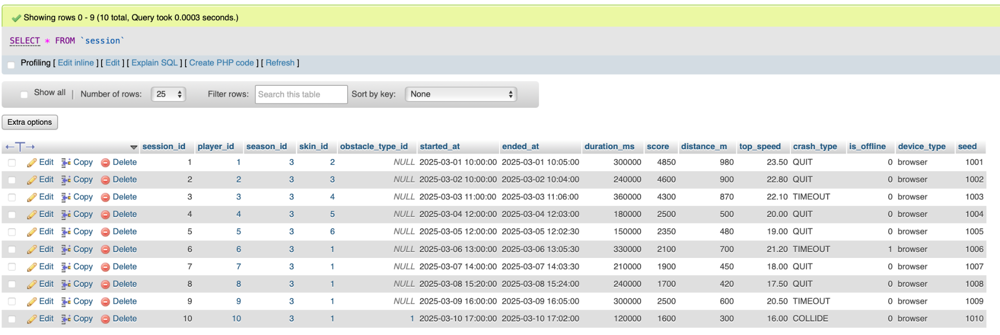 Showing rows 0 - 9 (10 total, Query took 0.0003 seconds.)
SELECT * FROM `session`
Profiling [ Edit inline ] [ Edit ] [ Explain SQL ] [ Create PHP code ] [ Refresh ]
Show all | Number of rows: 25 Filter rows: Search this table Sort by key: None
Extra options
session_id player_id season_id skin_id obstacle_type_id started_at ended_at duration_ms score distance_m top_speed crash_type is_offline device_type seed
Edit Copy Delete 1 1 3 2 NULL 2025-03-01 10:00:00 2025-03-01 10:05:00 300000 4850 980 23.50 QUIT 0 browser 1001
Edit Copy Delete 2 2 3 3 NULL 2025-03-02 10:00:00 2025-03-02 10:04:00 240000 4600 900 22.80 QUIT 0 browser 1002
Edit Copy Delete 3 3 3 4 NULL 2025-03-03 11:00:00 2025-03-03 11:06:00 360000 4300 870 22.10 TIMEOUT 0 browser 1003
Edit Copy Delete 4 4 3 5 NULL 2025-03-04 12:00:00 2025-03-04 12:03:00 180000 2500 500 20.00 QUIT 0 browser 1004
Edit Copy Delete 5 5 3 6 NULL 2025-03-05 12:00:00 2025-03-05 12:02:30 150000 2350 480 19.00 QUIT 0 browser 1005
Edit Copy Delete 6 6 3 1 NULL 2025-03-06 13:00:00 2025-03-06 13:05:30 330000 2100 700 21.20 TIMEOUT 1 browser 1006
Edit Copy Delete 7 7 3 1 NULL 2025-03-07 14:00:00 2025-03-07 14:03:30 210000 1900 450 18.00 QUIT 0 browser 1007
Edit Copy Delete 8 8 3 1 NULL 2025-03-08 15:20:00 2025-03-08 15:24:00 240000 1700 420 17.50 QUIT 0 browser 1008
Edit Copy Delete 9 9 3 1 NULL 2025-03-09 16:00:00 2025-03-09 16:05:00 300000 2500 600 20.50 TIMEOUT 0 browser 1009
Edit Copy Delete 10 10 3 1 1 2025-03-10 17:00:00 2025-03-10 17:02:00 120000 1600 300 16.00 COLLIDE 0 browser 1010